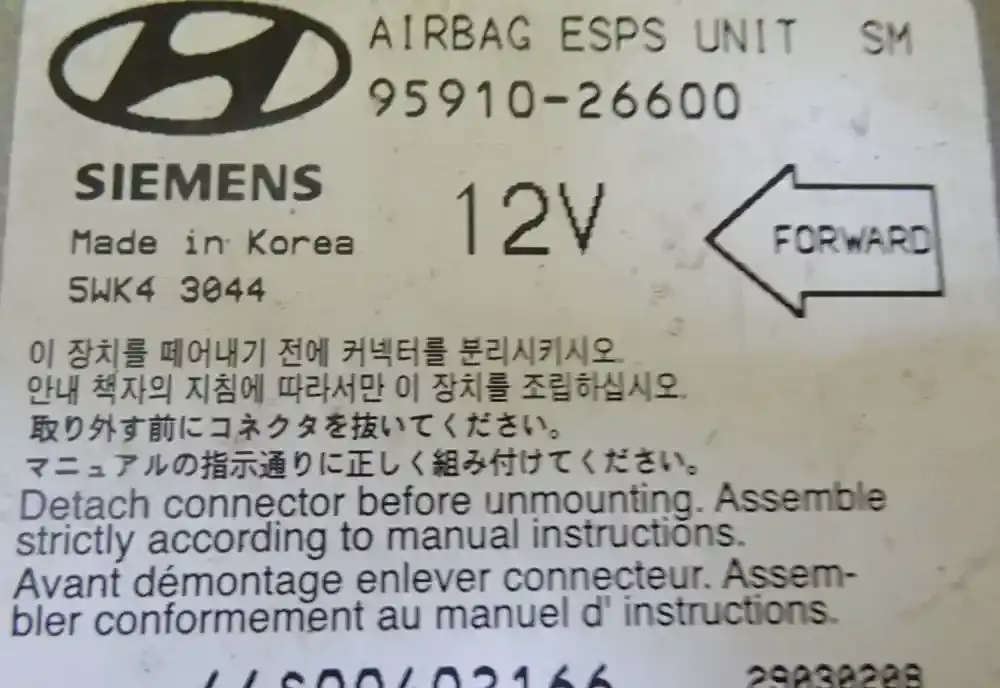 AIRBAG ESPS UNIT SM
95910-26600
SIEMENS
Made in Korea
5WK4 3044
12V
FORWARD
이 장치를 떼어내기 전에 커넥터를 분리시키시오.
안내 책자의 지침에 따라서만 이 장치를 조립하십시오.
取り外す前にコネクタを抜いてください。
マニュアルの指示通りに正しく組み付けてください。
Detach connector before unmounting. Assemble
strictly according to manual instructions.
Avant démontage enlever connecteur. Assem-
bler conformement au manuel d' instructions.